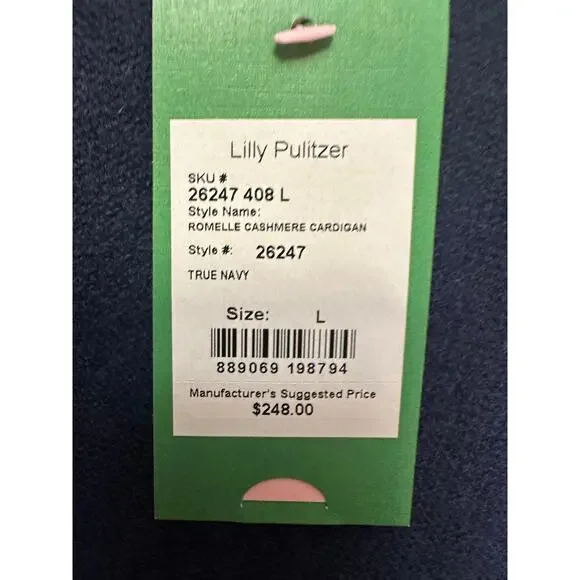 Lilly Pulitzer
SKU #
26247 408 L
Style Name:
ROMELLE CASHMERE CARDIGAN
Style #: 26247
TRUE NAVY
Size: L
889069 198794
Manufacturer's Suggested Price
$248.00